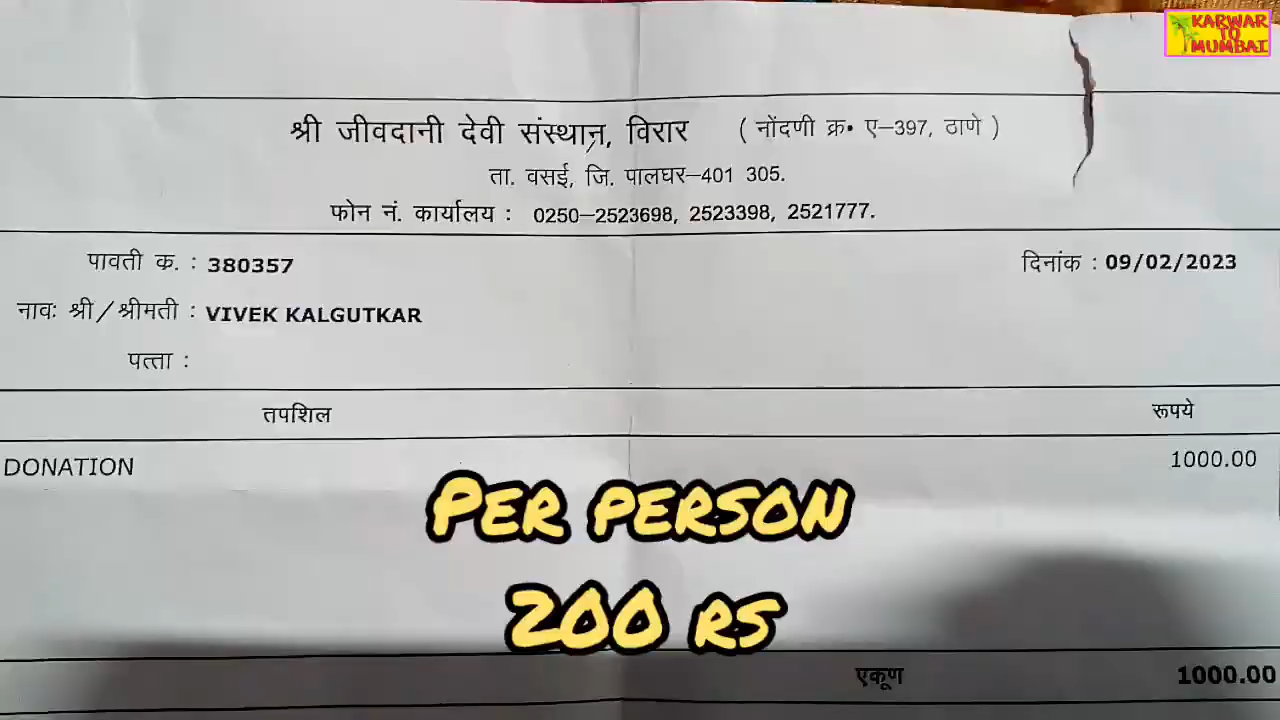 KARWAR
TO
MUMBAI
श्री जीवदानी देवी संस्थान, विरार ( नोंदणी क्र• ए–397, ठाणे )
ता. वसई, जि. पालघर–401 305.
फोन नं. कार्यालय : 0250–2523698, 2523398, 2521777.
पावती क्र. : 380357 दिनांक : 09/02/2023
नावः श्री/श्रीमती : VIVEK KALGUTKAR
पत्ता :
तपशिल रूपये
DONATION 1000.00
PER PERSON
200 RS
एकूण 1000.00